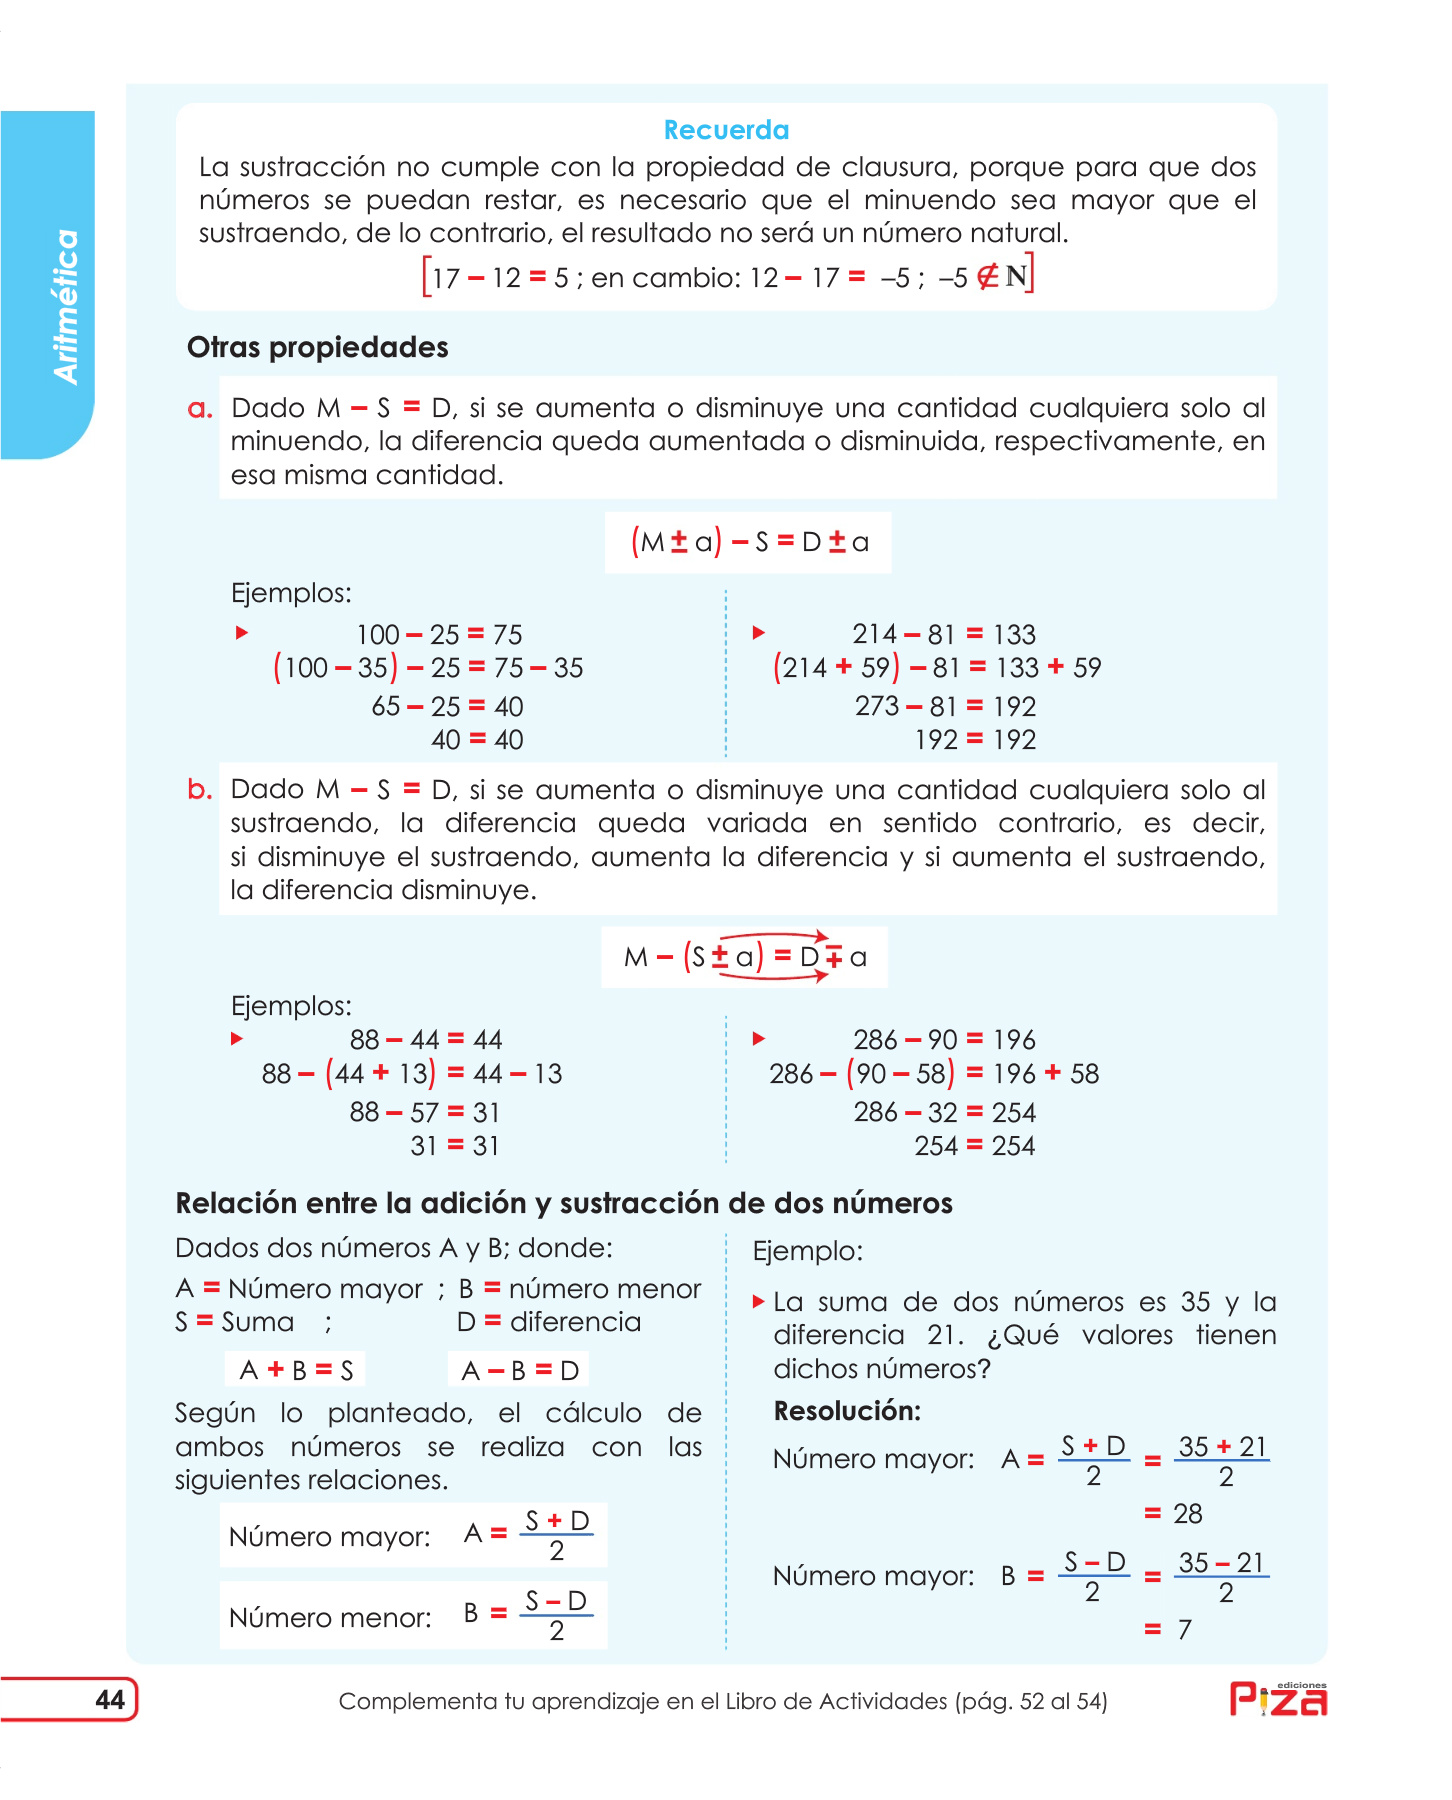 Aritmética
Recuerda
La sustracción no cumple con la propiedad de clausura, porque para que dos
números se puedan restar, es necesario que el minuendo sea mayor que el
sustraendo, de lo contrario, el resultado no será un número natural.
[17 – 12 = 5 ; en cambio: 12 – 17 = –5 ; –5 ∉ N]
Otras propiedades
a. Dado M – S = D, si se aumenta o disminuye una cantidad cualquiera solo al
minuendo, la diferencia queda aumentada o disminuida, respectivamente, en
esa misma cantidad.
(M ± a) – S = D ± a
Ejemplos:
100 – 25 = 75
(100 – 35) – 25 = 75 – 35
65 – 25 = 40
40 = 40
214 – 81 = 133
(214 + 59) – 81 = 133 + 59
273 – 81 = 192
192 = 192
b. Dado M – S = D, si se aumenta o disminuye una cantidad cualquiera solo al
sustraendo, la diferencia queda variada en sentido contrario, es decir,
si disminuye el sustraendo, aumenta la diferencia y si aumenta el sustraendo,
la diferencia disminuye.
M – (S ± a) = D ∓ a
Ejemplos:
88 – 44 = 44
88 – (44 + 13) = 44 – 13
88 – 57 = 31
31 = 31
286 – 90 = 196
286 – (90 – 58) = 196 + 58
286 – 32 = 254
254 = 254
Relación entre la adición y sustracción de dos números
Dados dos números A y B; donde:
A = Número mayor ; B = número menor
S = Suma ; D = diferencia
A + B = S A – B = D
Según lo planteado, el cálculo de
ambos números se realiza con las
siguientes relaciones.
Número mayor: A = (S + D)/2
Número menor: B = (S – D)/2
Ejemplo:
La suma de dos números es 35 y la
diferencia 21. ¿Qué valores tienen
dichos números?
Resolución:
Número mayor: A = (S + D)/2 = (35 + 21)/2
= 28
Número mayor: B = (S – D)/2 = (35 – 21)/2
= 7
44
Complementa tu aprendizaje en el Libro de Actividades (pág. 52 al 54)
ediciones
Piza